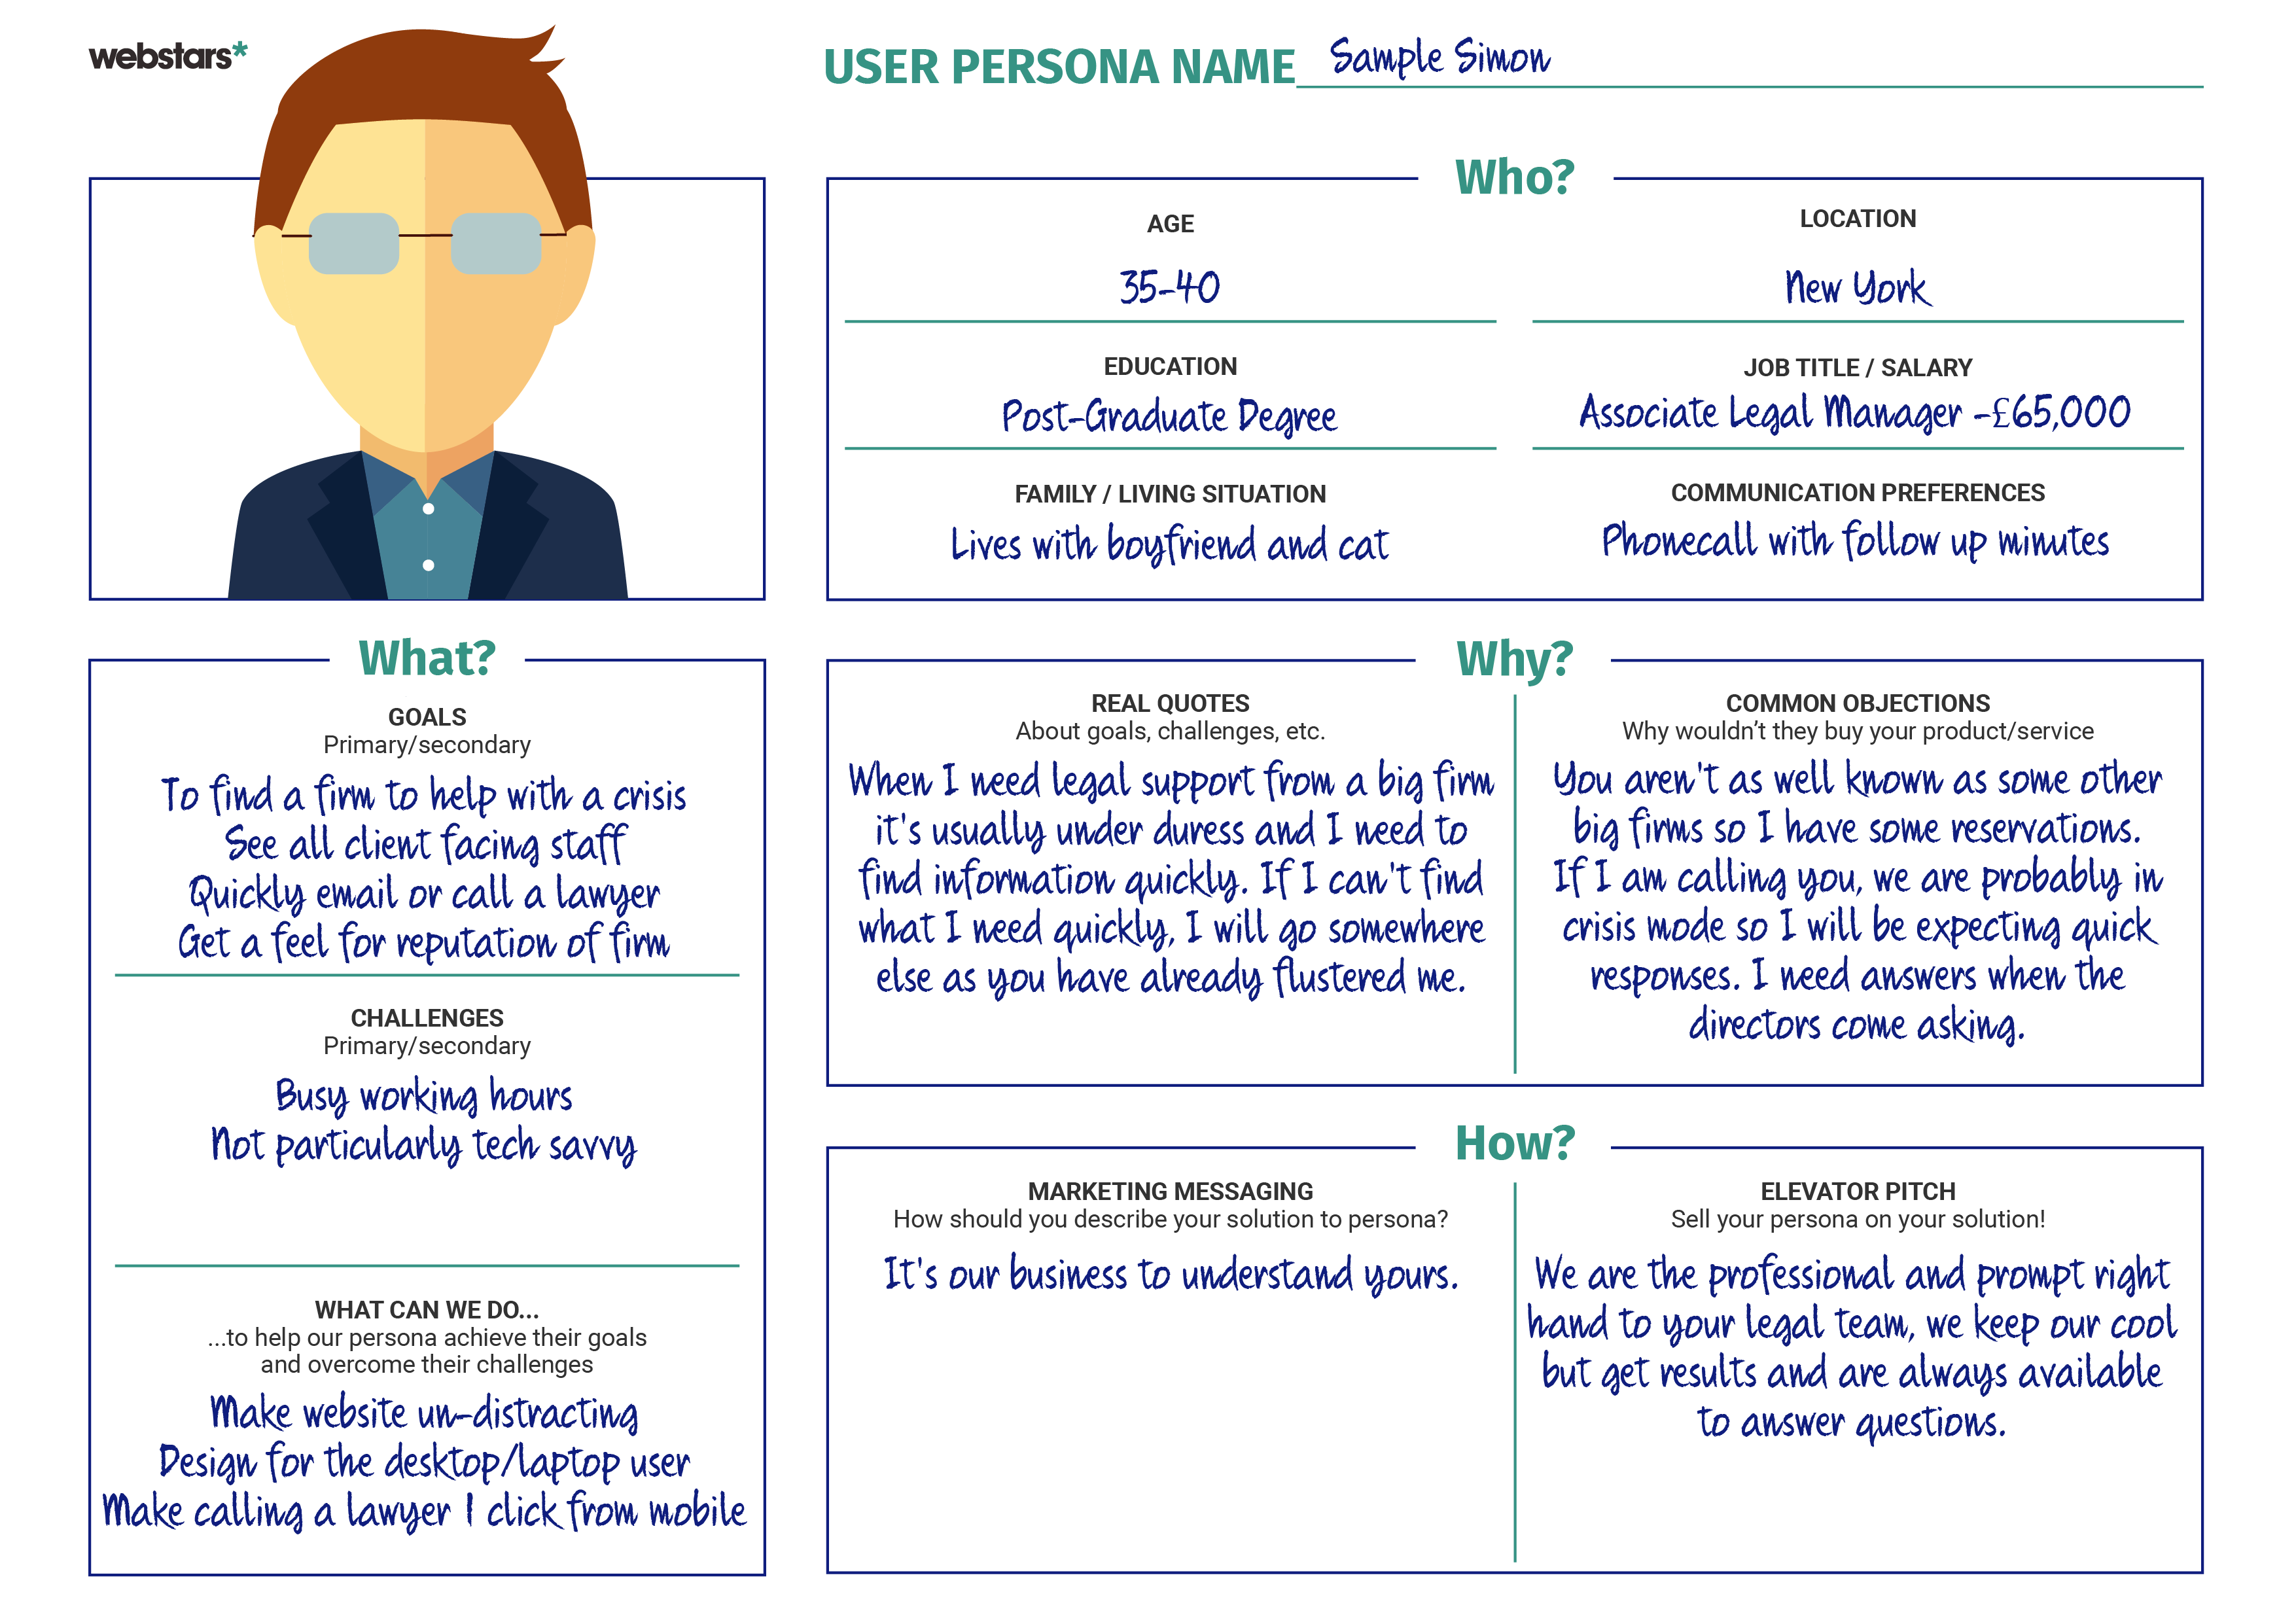 webstars*
USER PERSONA NAME Sample Simon
Who?
AGE
35-40
LOCATION
New York
EDUCATION
Post-Graduate Degree
JOB TITLE / SALARY
Associate Legal Manager -£65,000
FAMILY / LIVING SITUATION
Lives with boyfriend and cat
COMMUNICATION PREFERENCES
Phonecall with follow up minutes
What?
GOALS
Primary/secondary
To find a firm to help with a crisis
See all client facing staff
Quickly email or call a lawyer
Get a feel for reputation of firm
CHALLENGES
Primary/secondary
Busy working hours
Not particularly tech savvy
WHAT CAN WE DO...
...to help our persona achieve their goals
and overcome their challenges
Make website un-distracting
Design for the desktop/laptop user
Make calling a lawyer 1 click from mobile
Why?
REAL QUOTES
About goals, challenges, etc.
When I need legal support from a big firm
it's usually under duress and I need to
find information quickly. If I can't find
what I need quickly, I will go somewhere
else as you have already flustered me.
COMMON OBJECTIONS
Why wouldn't they buy your product/service
You aren't as well known as some other
big firms so I have some reservations.
If I am calling you, we are probably in
crisis mode so I will be expecting quick
responses. I need answers when the
directors come asking.
How?
MARKETING MESSAGING
How should you describe your solution to persona?
It's our business to understand yours.
ELEVATOR PITCH
Sell your persona on your solution!
We are the professional and prompt right
hand to your legal team, we keep our cool
but get results and are always available
to answer questions.